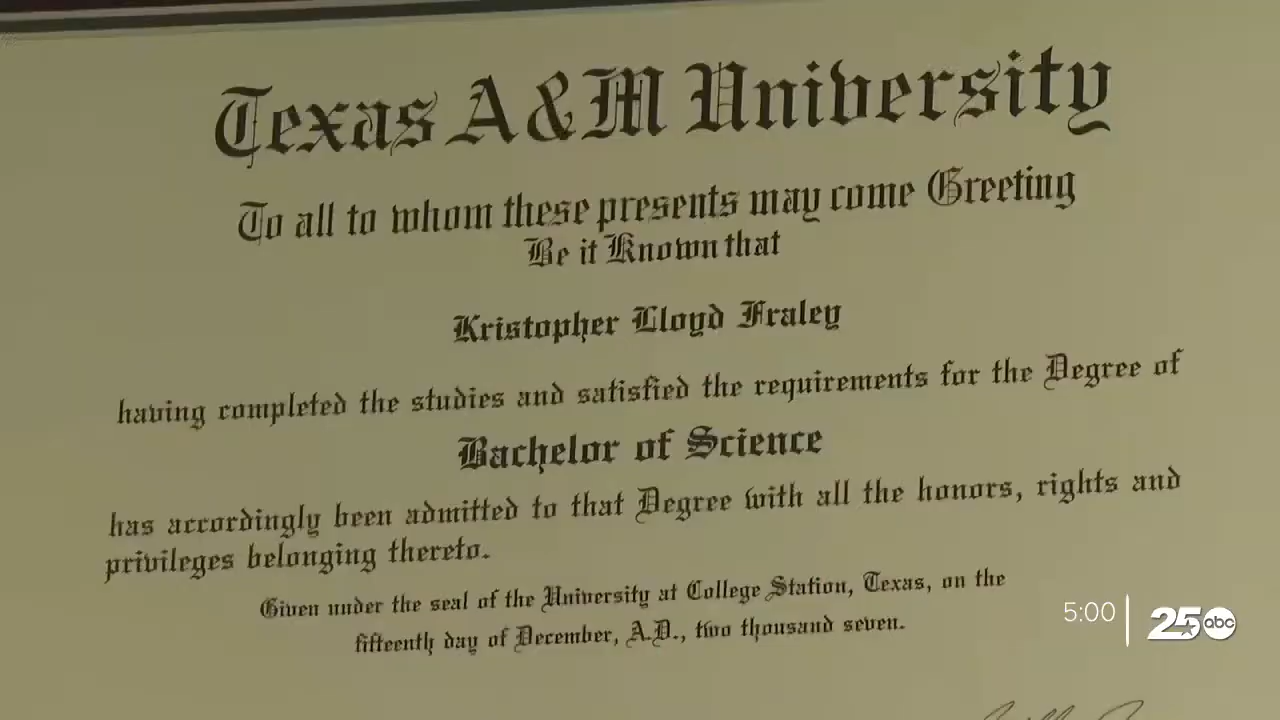 Texas A&M University
To all to whom these presents may come Greeting
Be it Known that
Kristopher Lloyd Fraley
having completed the studies and satisfied the requirements for the Degree of
Bachelor of Science
has accordingly been admitted to that Degree with all the honors, rights and
privileges belonging thereto.
Given under the seal of the University at College Station, Texas, on the
fifteenth day of December, A.D., two thousand seven.
5:00 25 abc